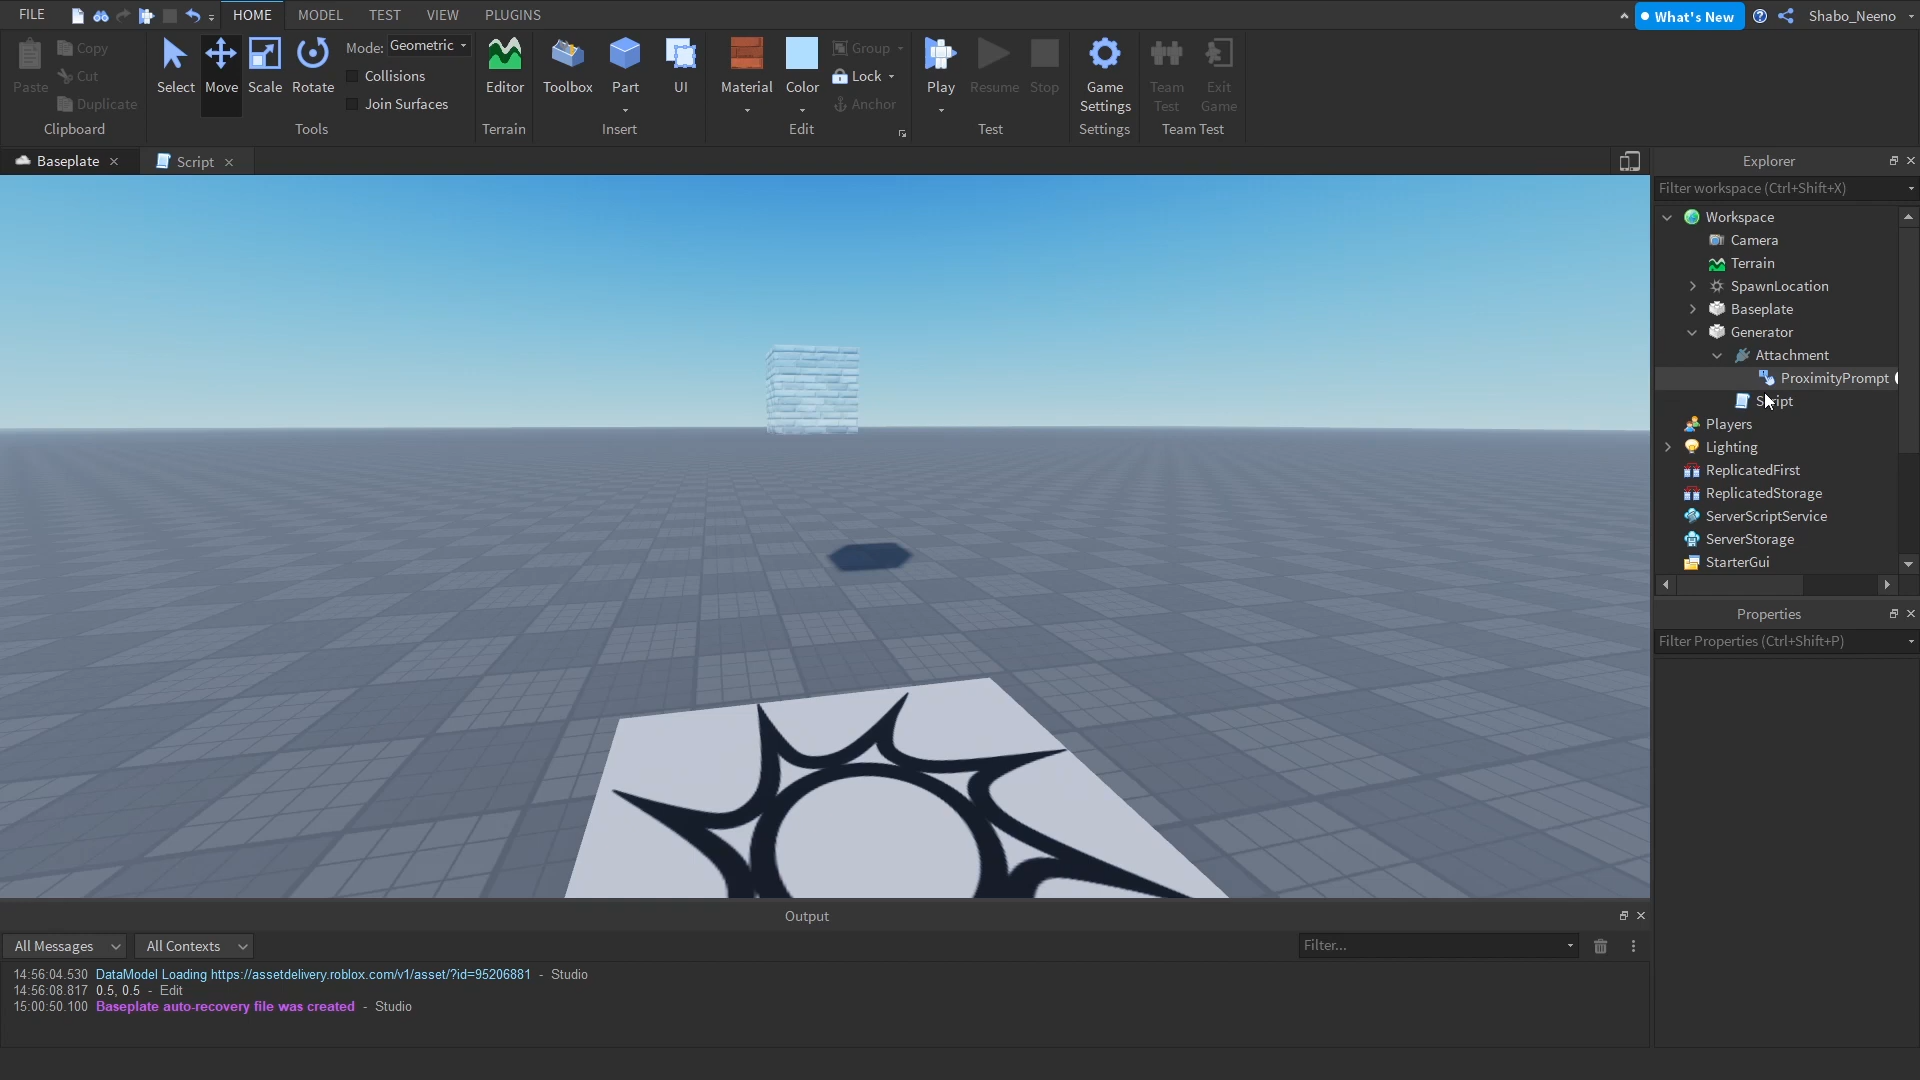 FILE
HOME
MODEL
TEST
VIEW
PLUGINS
What's New
Shabo_Neeno
Paste
Copy
Cut
Duplicate
Clipboard
Select
Move
Scale
Rotate
Mode: Geometric
Collisions
Join Surfaces
Tools
Editor
Terrain
Toolbox
Part
UI
Insert
Material
Color
Group
Lock
Anchor
Edit
Play
Resume
Stop
Test
Game
Settings
Settings
Team
Test
Exit
Game
Team Test
Baseplate
Script
Explorer
Filter workspace (Ctrl+Shift+X)
Workspace
Camera
Terrain
SpawnLocation
Baseplate
Generator
Attachment
ProximityPrompt
Script
Players
Lighting
ReplicatedFirst
ReplicatedStorage
ServerScriptService
ServerStorage
StarterGui
Properties
Filter Properties (Ctrl+Shift+P)
Output
All Messages
All Contexts
Filter...
14:56:04.530 DataModel Loading https://assetdelivery.roblox.com/v1/asset/?id=95206881 - Studio
14:56:08.817 0.5, 0.5 - Edit
15:00:50.100 Baseplate auto-recovery file was created - Studio